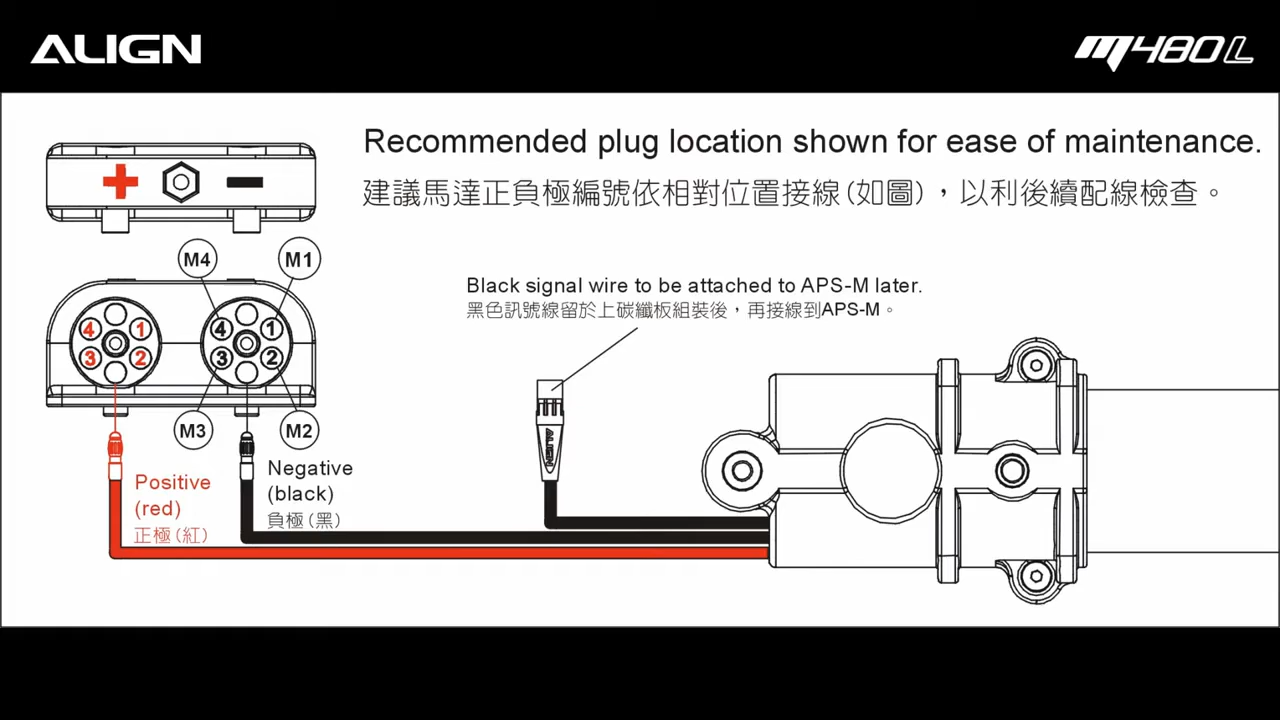 ALIGN
M480L
Recommended plug location shown for ease of maintenance.
建議馬達正負極編號依相對位置接線(如圖)，以利後續配線檢查。
M4
M1
Black signal wire to be attached to APS-M later.
黑色訊號線留於上碳纖板組裝後，再接線到APS-M。
4 1
3 2
4 1
3 2
M3
M2
Positive
(red)
正極(紅)
Negative
(black)
負極(黑)
ALIGN